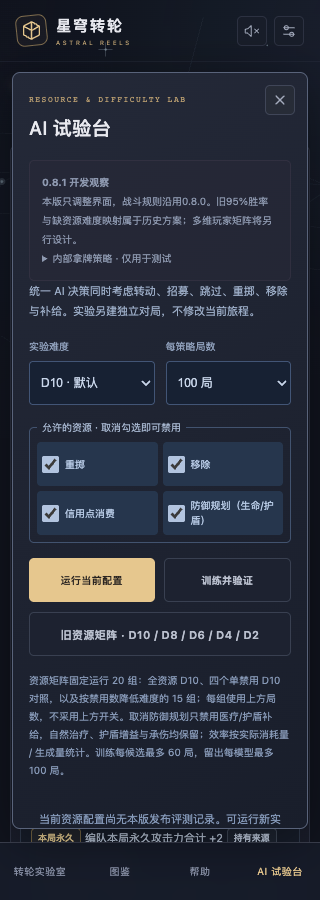 星穹转轮
ASTRAL REELS
RESOURCE & DIFFICULTY LAB
AI 试验台
0.8.1 开发观察
本版只调整界面，战斗规则沿用0.8.0。旧95%胜率
与缺资源难度映射属于历史方案；多维玩家矩阵将另
行设计。
▶ 内部拿牌策略 · 仅用于测试
统一 AI 决策同时考虑转动、招募、跳过、重掷、移除
与补给。实验另建独立对局，不修改当前旅程。
实验难度
每策略局数
D10 · 默认
100 局
允许的资源 · 取消勾选即可禁用
重掷
移除
信用点消费
防御规划（生命/护
盾）
运行当前配置
训练并验证
旧资源矩阵 · D10 / D8 / D6 / D4 / D2
资源矩阵固定运行 20 组：全资源 D10、四个单禁用 D10
对照，以及按禁用数降低难度的 15 组；每组使用上方局
数，不采用上方开关。取消防御规划只禁用医疗/护盾补
给，自然治疗、护盾增益与承伤均保留；效率按实际消耗量
/ 生成量统计。训练每候选最多 60 局，留出每模型最多
100 局。
当前资源配置尚无本版发布评测记录。可运行新实
本局永久
编队本局永久攻击力合计 +2
持有来源
转轮实验室
图鉴
帮助
AI 试验台